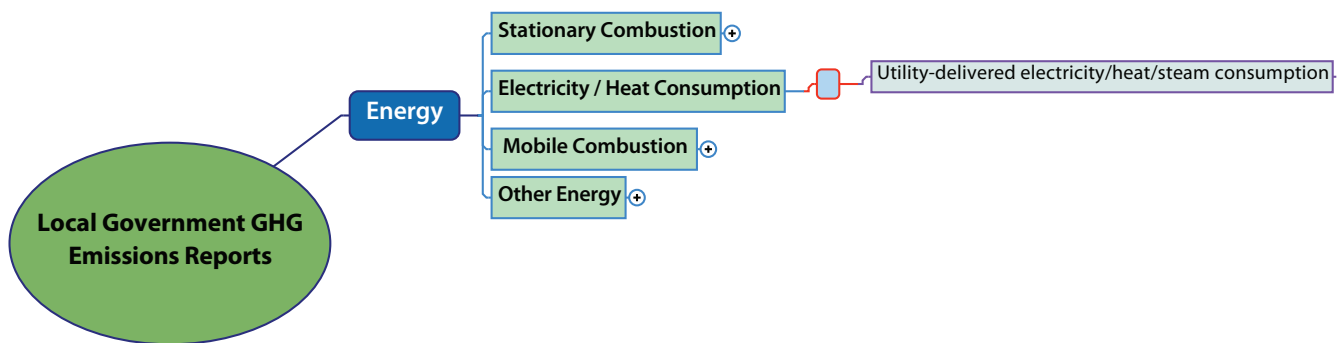 Stationary Combustion
Electricity / Heat Consumption
Utility-delivered electricity/heat/steam consumption
Energy
Mobile Combustion
Other Energy
Local Government GHG
Emissions Reports